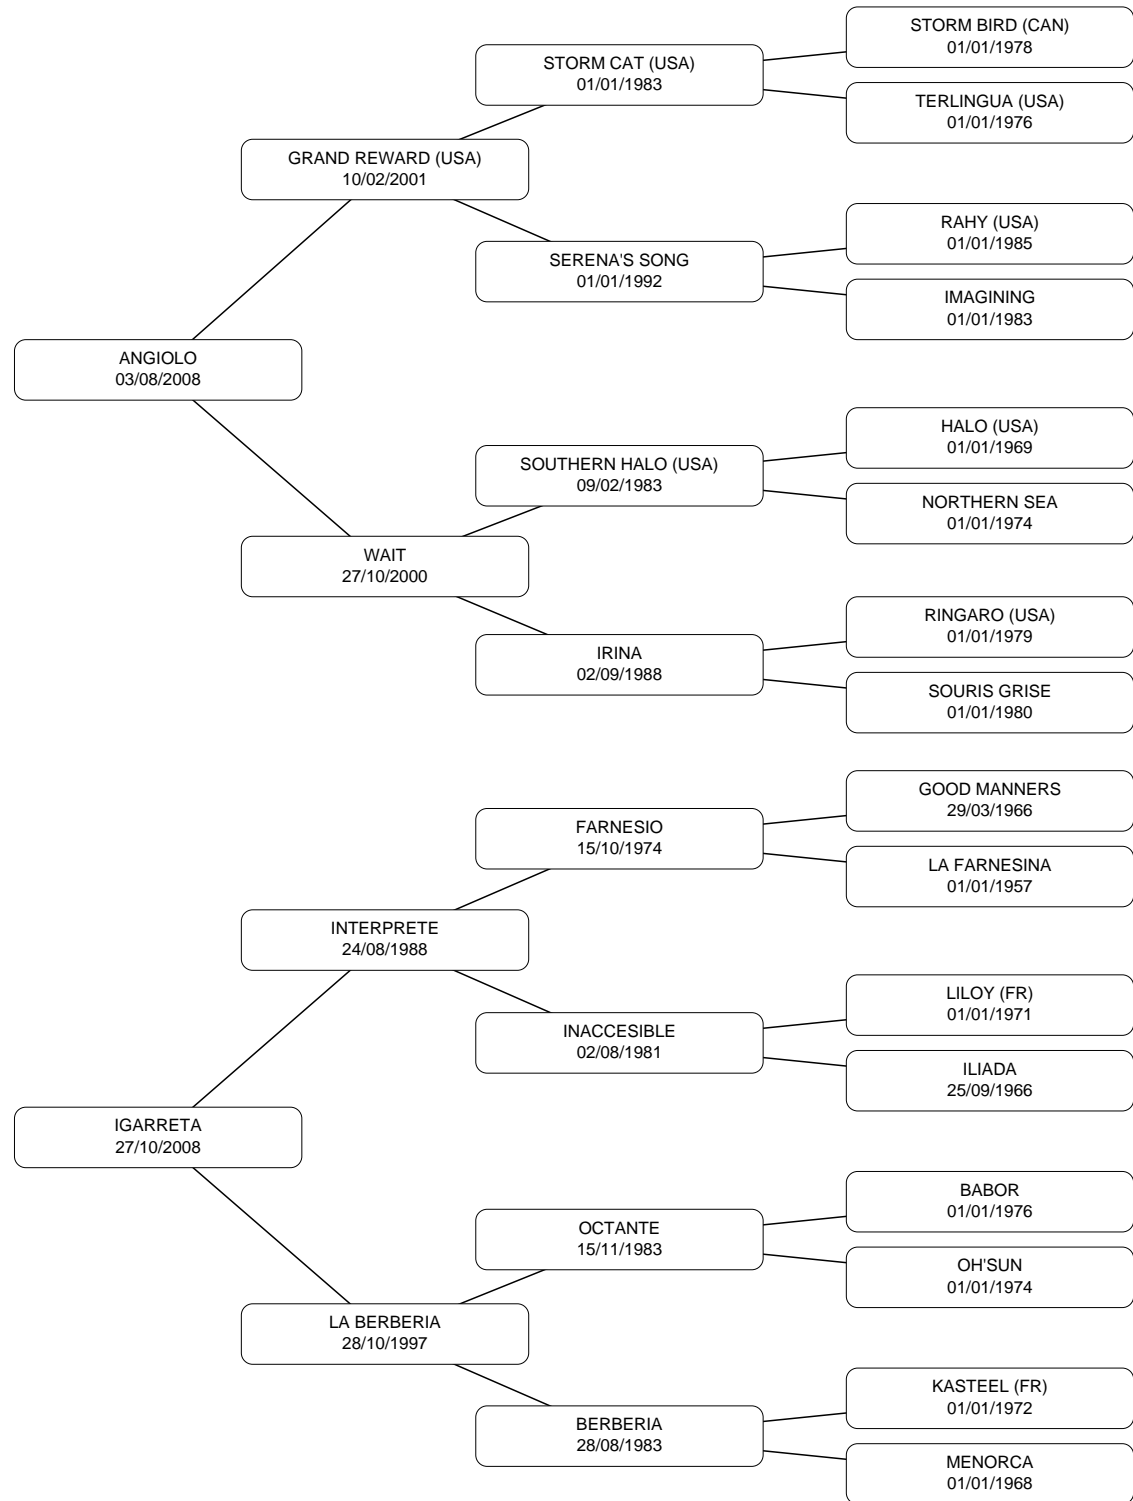 STORM BIRD (CAN)
01/01/1978
STORM CAT (USA)
01/01/1983
TERLINGUA (USA)
01/01/1976
GRAND REWARD (USA)
10/02/2001
RAHY (USA)
01/01/1985
SERENA'S SONG
01/01/1992
IMAGINING
01/01/1983
ANGIOLO
03/08/2008
HALO (USA)
01/01/1969
SOUTHERN HALO (USA)
09/02/1983
NORTHERN SEA
01/01/1974
WAIT
27/10/2000
RINGARO (USA)
01/01/1979
IRINA
02/09/1988
SOURIS GRISE
01/01/1980
GOOD MANNERS
29/03/1966
FARNESIO
15/10/1974
LA FARNESINA
01/01/1957
INTERPRETE
24/08/1988
LILOY (FR)
01/01/1971
INACCESIBLE
02/08/1981
ILIADA
25/09/1966
IGARRETA
27/10/2008
BABOR
01/01/1976
OCTANTE
15/11/1983
OH'SUN
01/01/1974
LA BERBERIA
28/10/1997
KASTEEL (FR)
01/01/1972
BERBERIA
28/08/1983
MENORCA
01/01/1968